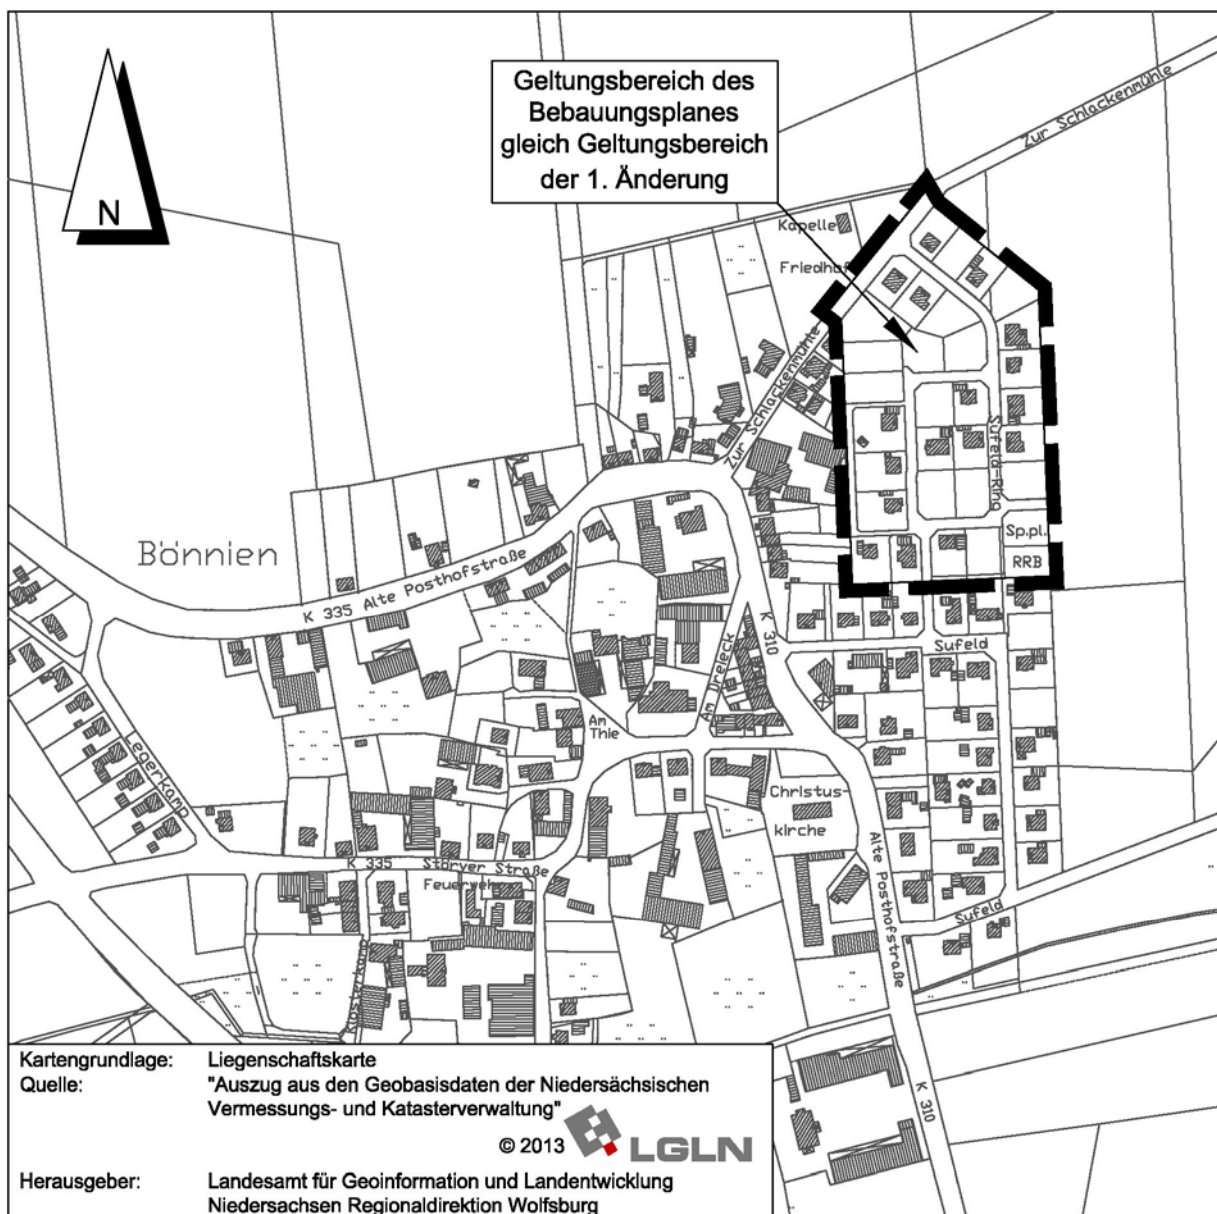 Geltungsbereich des
Bebauungsplanes
gleich Geltungsbereich
der 1. Änderung
N
Zur Schlackenmühle
Kapelle
Friedhof
Zur Schlackenmühle
Sufeld-Ring
Sp.pl.
RRB
Bönnien
K 335 Alte Posthofstraße
K 310
Sufeld
Am Dreieck
Am
Thie
Legerkamp
Christus-
kirche
K 335 Störyer Straße
Feuerwehr
Alte Posthofstraße
Sufeld
K 310
Kartengrundlage: Liegenschaftskarte
Quelle: "Auszug aus den Geobasisdaten der Niedersächsischen
Vermessungs- und Katasterverwaltung"
© 2013 LGLN
Herausgeber: Landesamt für Geoinformation und Landentwicklung
Niedersachsen Regionaldirektion Wolfsburg